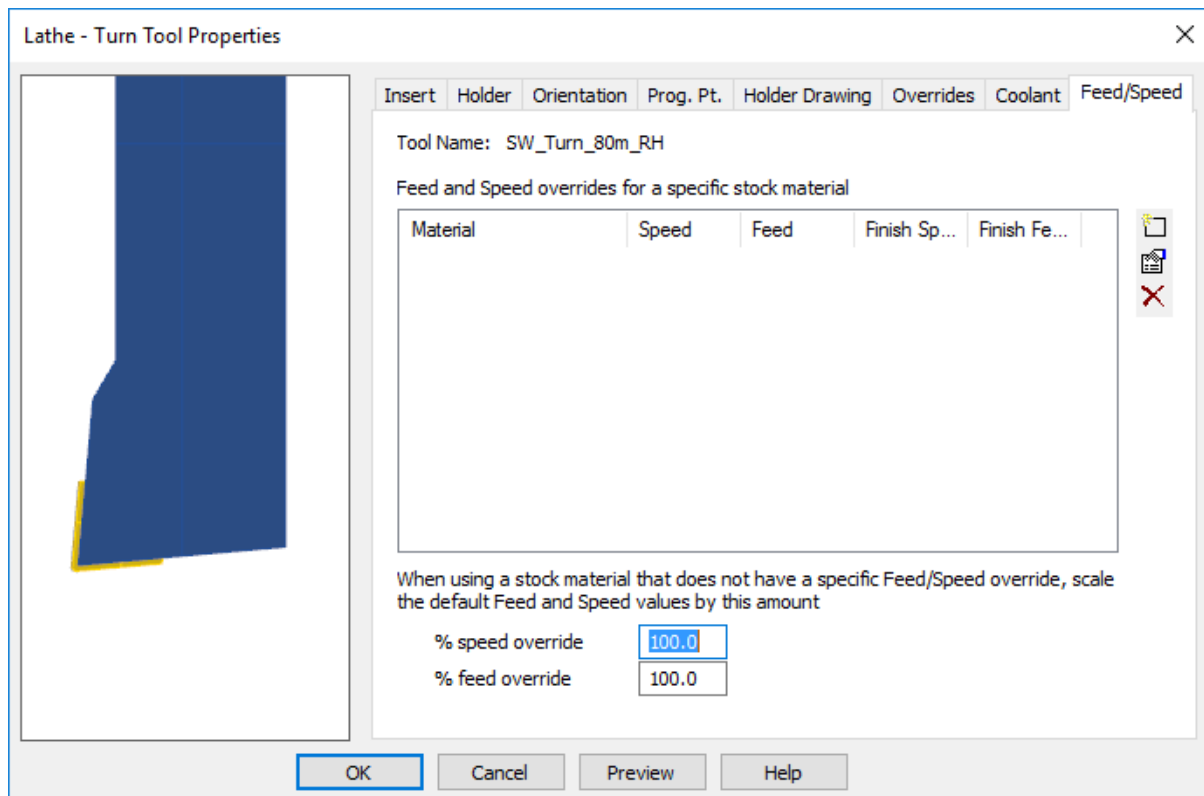 Lathe - Turn Tool Properties
Insert Holder Orientation Prog. Pt. Holder Drawing Overrides Coolant Feed/Speed
Tool Name: SW_Turn_80m_RH
Feed and Speed overrides for a specific stock material
Material Speed Feed Finish Sp... Finish Fe...
When using a stock material that does not have a specific Feed/Speed override, scale
the default Feed and Speed values by this amount
% speed override 100.0
% feed override 100.0
OK Cancel Preview Help